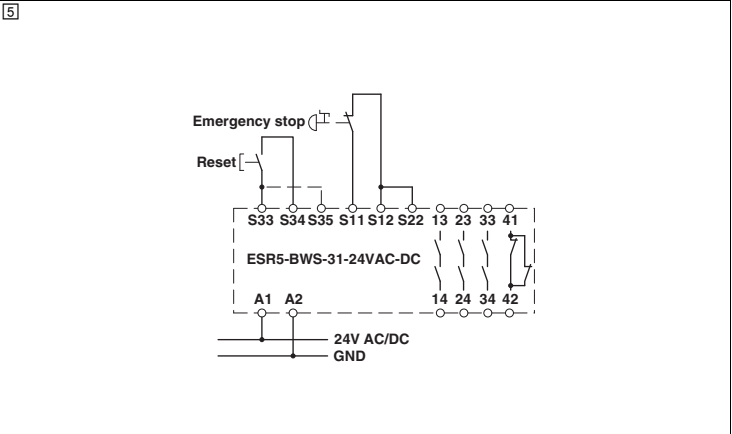 5
Emergency stop
Reset
S33 S34 S35 S11 S12 S22 13 23 33 41
ESR5-BWS-31-24VAC-DC
A1 A2 14 24 34 42
24V AC/DC
GND